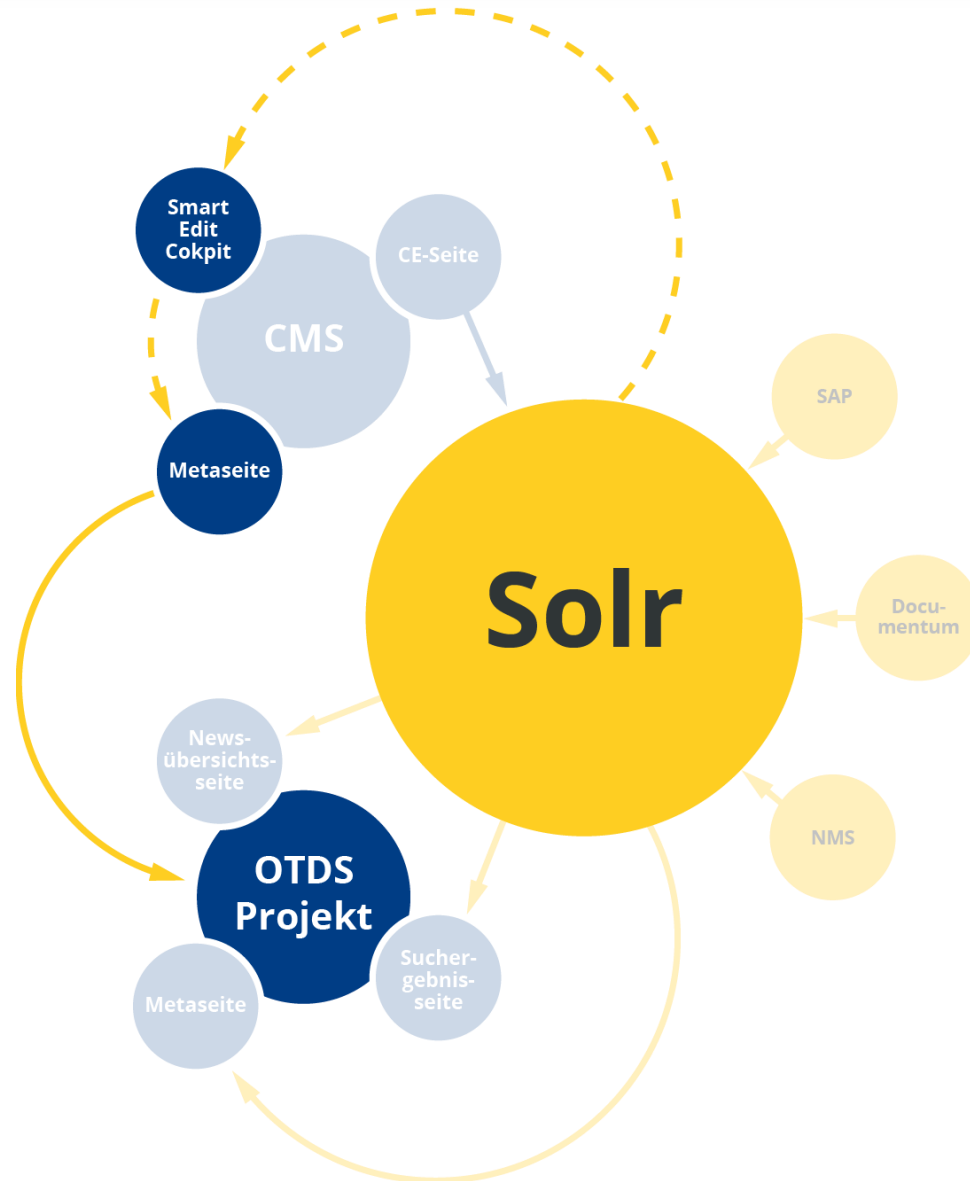 Smart
Edit
Cokpit
CE-Seite
CMS
SAP
Metaseite
Solr
Docu-
mentum
News-
übersichts-
seite
NMS
OTDS
Projekt
Sucher-
gebnis-
seite
Metaseite